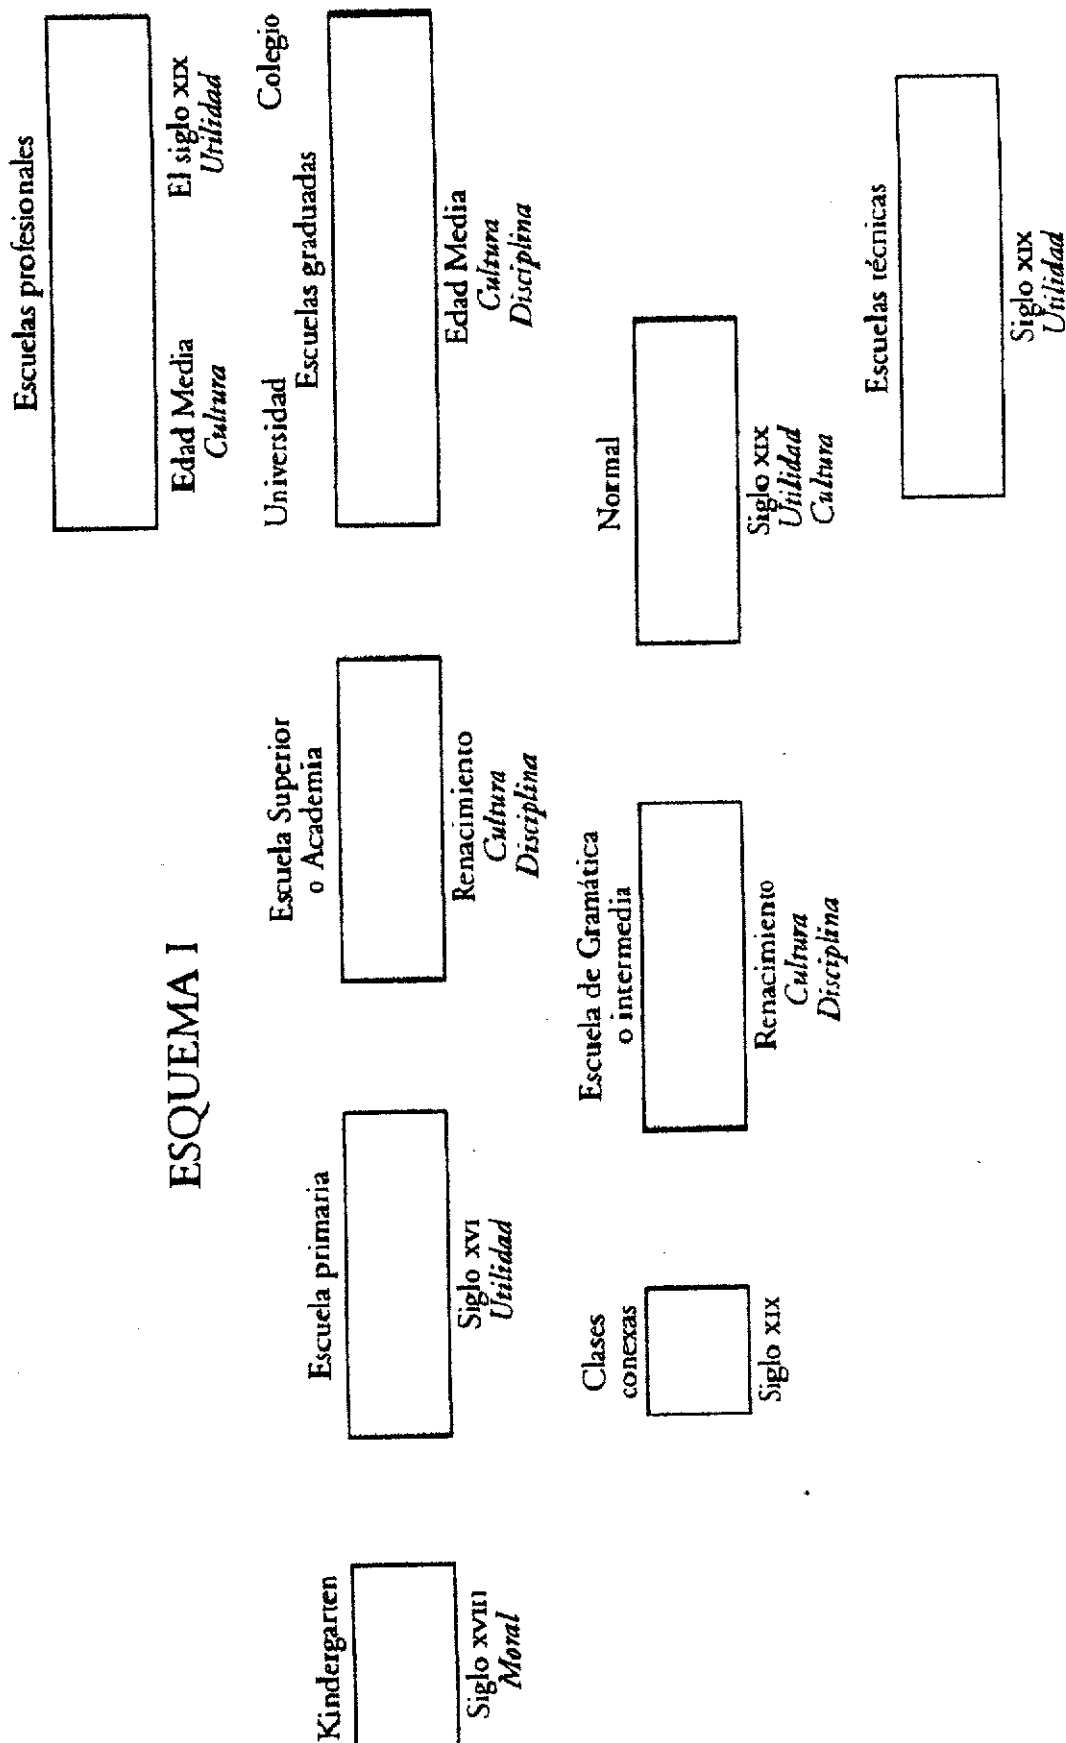 ESQUEMA I
Escuelas profesionales
Edad Media
Cultura
El siglo XIX
Utilidad
Kindergarten
Siglo XVIII
Moral
Escuela primaria
Siglo XVI
Utilidad
Escuela Superior
o Academia
Renacimiento
Cultura
Disciplina
Universidad
Colegio
Escuelas graduadas
Edad Media
Cultura
Disciplina
Clases
conexas
Siglo XIX
Escuela de Gramática
o intermedia
Renacimiento
Cultura
Disciplina
Normal
Siglo XIX
Utilidad
Cultura
Escuelas técnicas
Siglo XIX
Utilidad